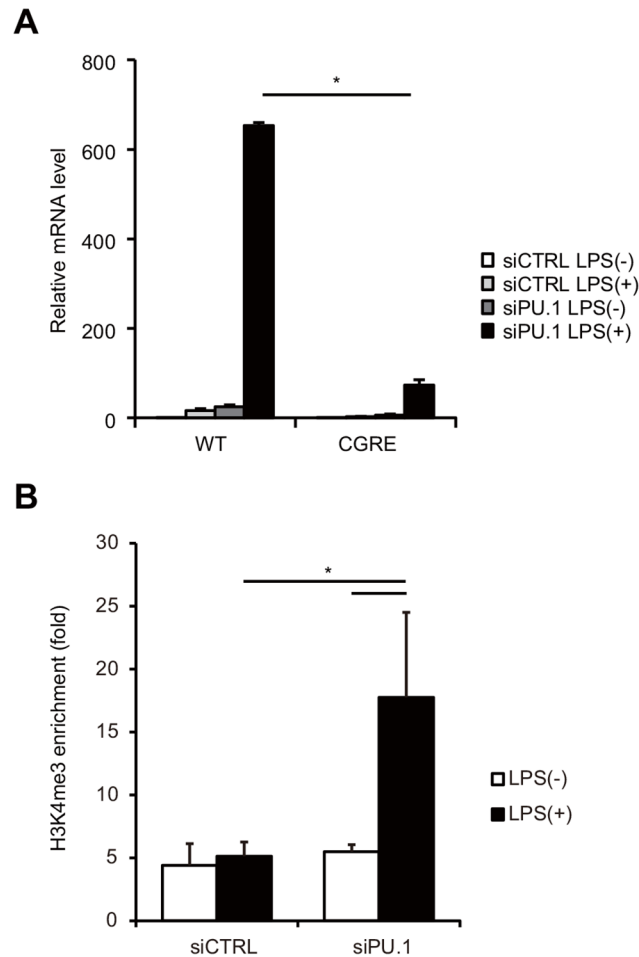 A
800
600
400
200
0
Relative mRNA level
*
WT
CGRE
siCTRL LPS(-)
siCTRL LPS(+)
siPU.1 LPS(-)
siPU.1 LPS(+)
B
30
25
20
15
10
5
0
H3K4me3 enrichment (fold)
*
siCTRL
siPU.1
LPS(-)
LPS(+)